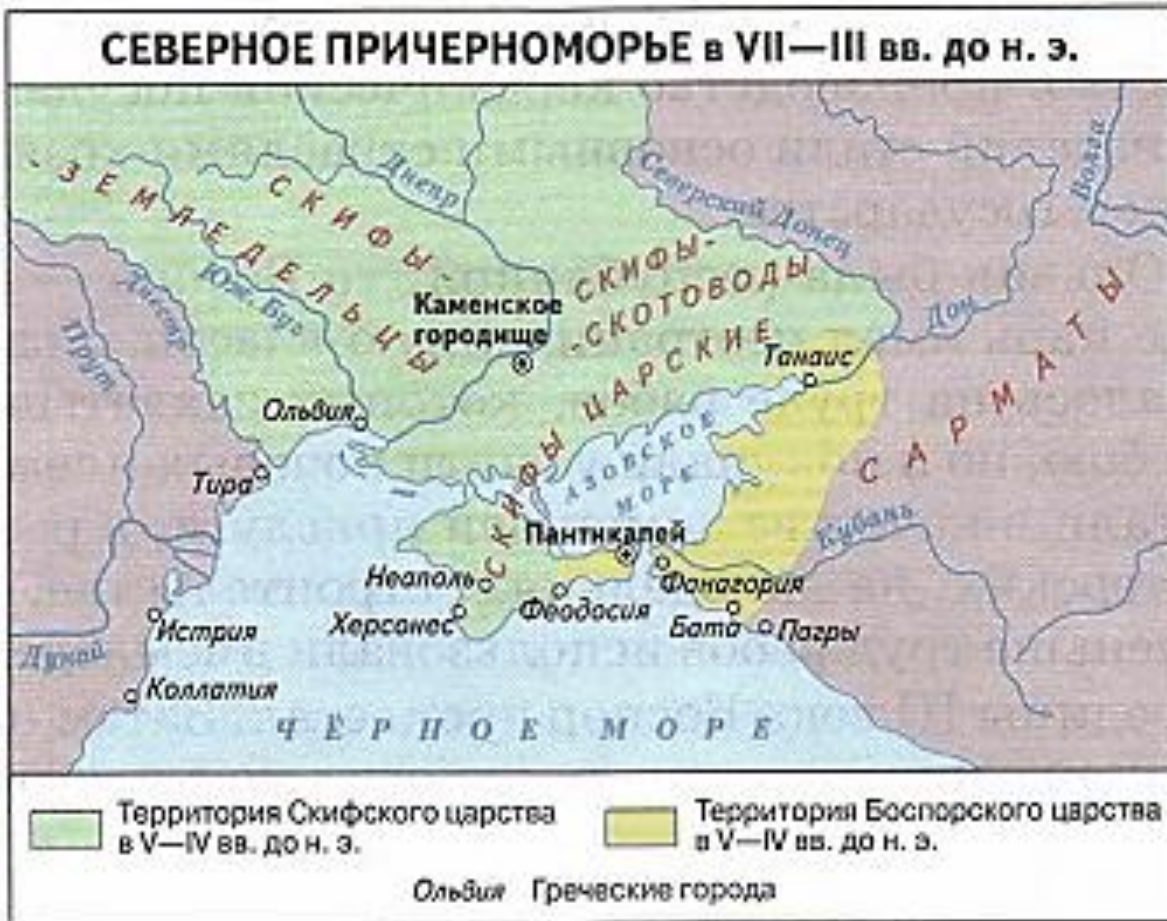 СЕВЕРНОЕ ПРИЧЕРНОМОРЬЕ в VII—III вв. до н. э.
Днепр
Северский Донец
Волга
СКИФЫ-
-ЗЕМЛЕДЕЛЬЦЫ
Днестр
Юж. Буг
Прут
Каменское
городище
СКИФЫ-
-СКОТОВОДЫ
СКИФЫ ЦАРСКИЕ
Дон
САРМАТЫ
Танаис
Ольвия
Тира
АЗОВСКОЕ
МОРЕ
Пантикапей
Кубань
Неаполь
Феодосия
Фанагория
Херсонес
Бата
Пагры
Истрия
Дунай
Коллатия
ЧЁРНОЕ МОРЕ
Территория Скифского царства
в V—IV вв. до н. э.
Территория Боспорского царства
в V—IV вв. до н. э.
Ольвия Греческие города